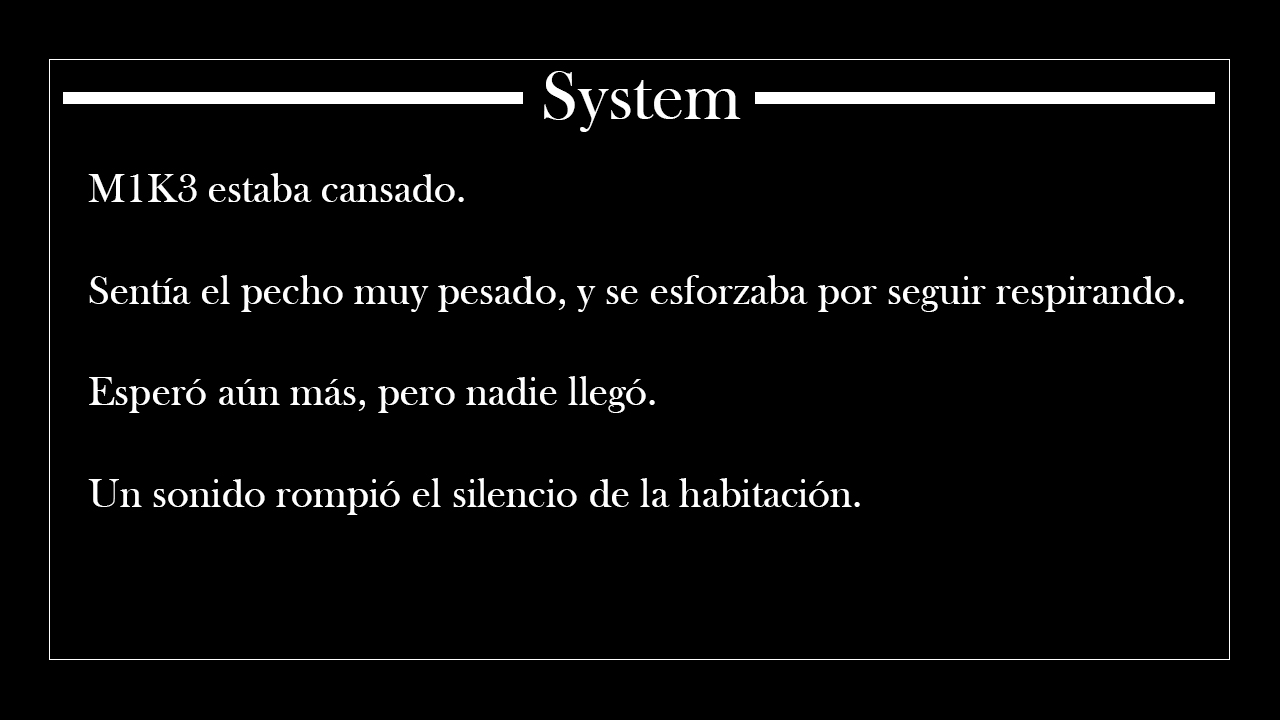 System
M1K3 estaba cansado.
Sentía el pecho muy pesado, y se esforzaba por seguir respirando.
Esperó aún más, pero nadie llegó.
Un sonido rompió el silencio de la habitación.